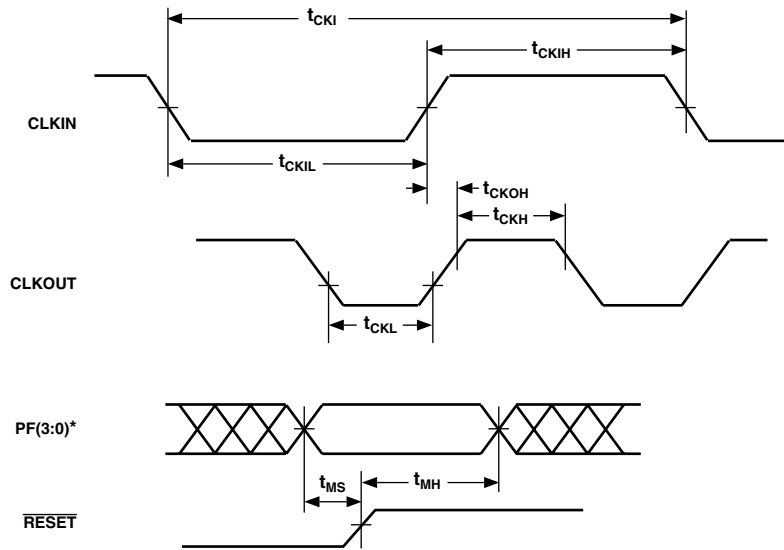 tCKI
tCKIH
CLKIN
tCKIL
tCKOH
tCKH
CLKOUT
tCKL
PF(3:0)*
tMS
tMH
RESET